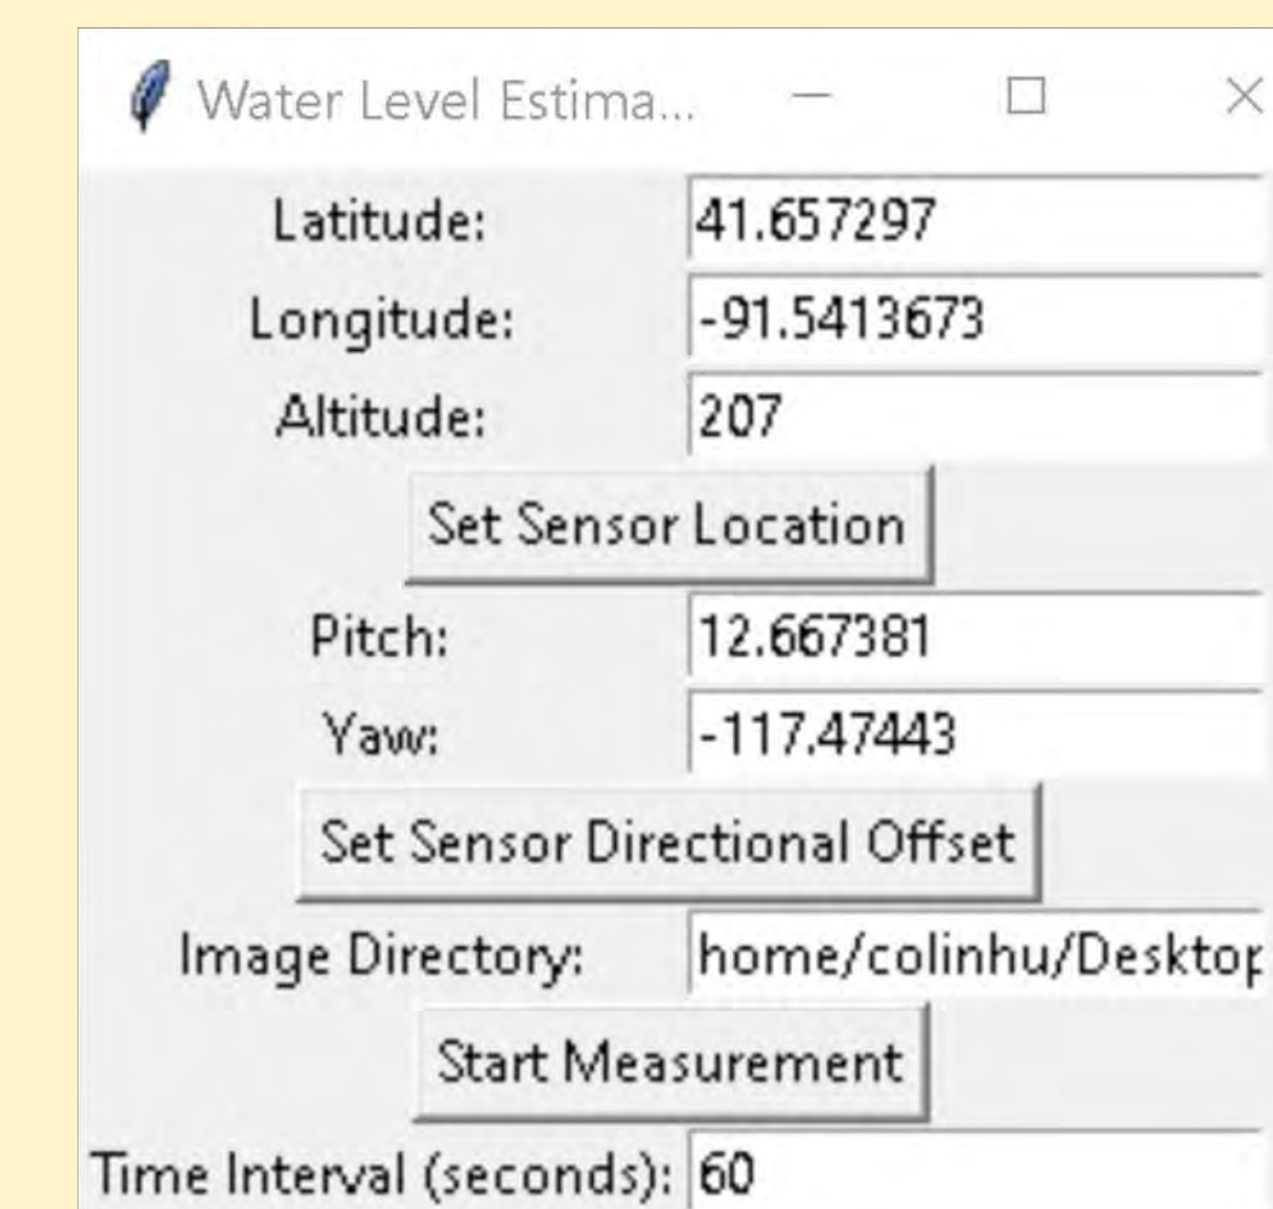 Water Level Estima...
Latitude: 41.657297
Longitude: -91.5413673
Altitude: 207
Set Sensor Location
Pitch: 12.667381
Yaw: -117.47443
Set Sensor Directional Offset
Image Directory: home/colinhu/Desktop
Start Measurement
Time Interval (seconds): 60